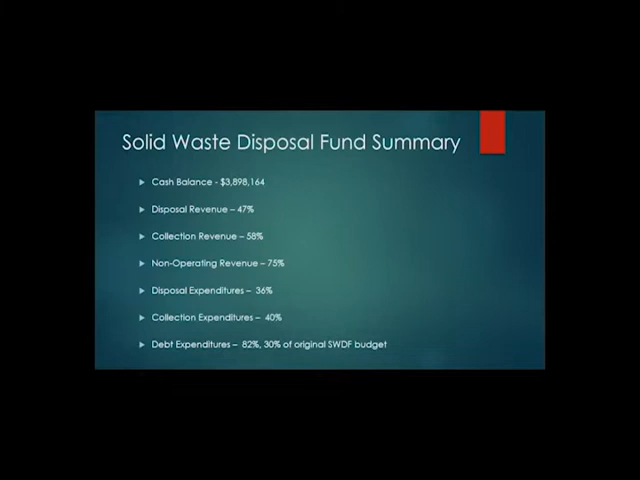 Solid Waste Disposal Fund Summary
Cash Balance - $3,898,164
Disposal Revenue – 47%
Collection Revenue – 58%
Non-Operating Revenue – 75%
Disposal Expenditures – 36%
Collection Expenditures – 40%
Debt Expenditures – 82%, 30% of original SWDF budget